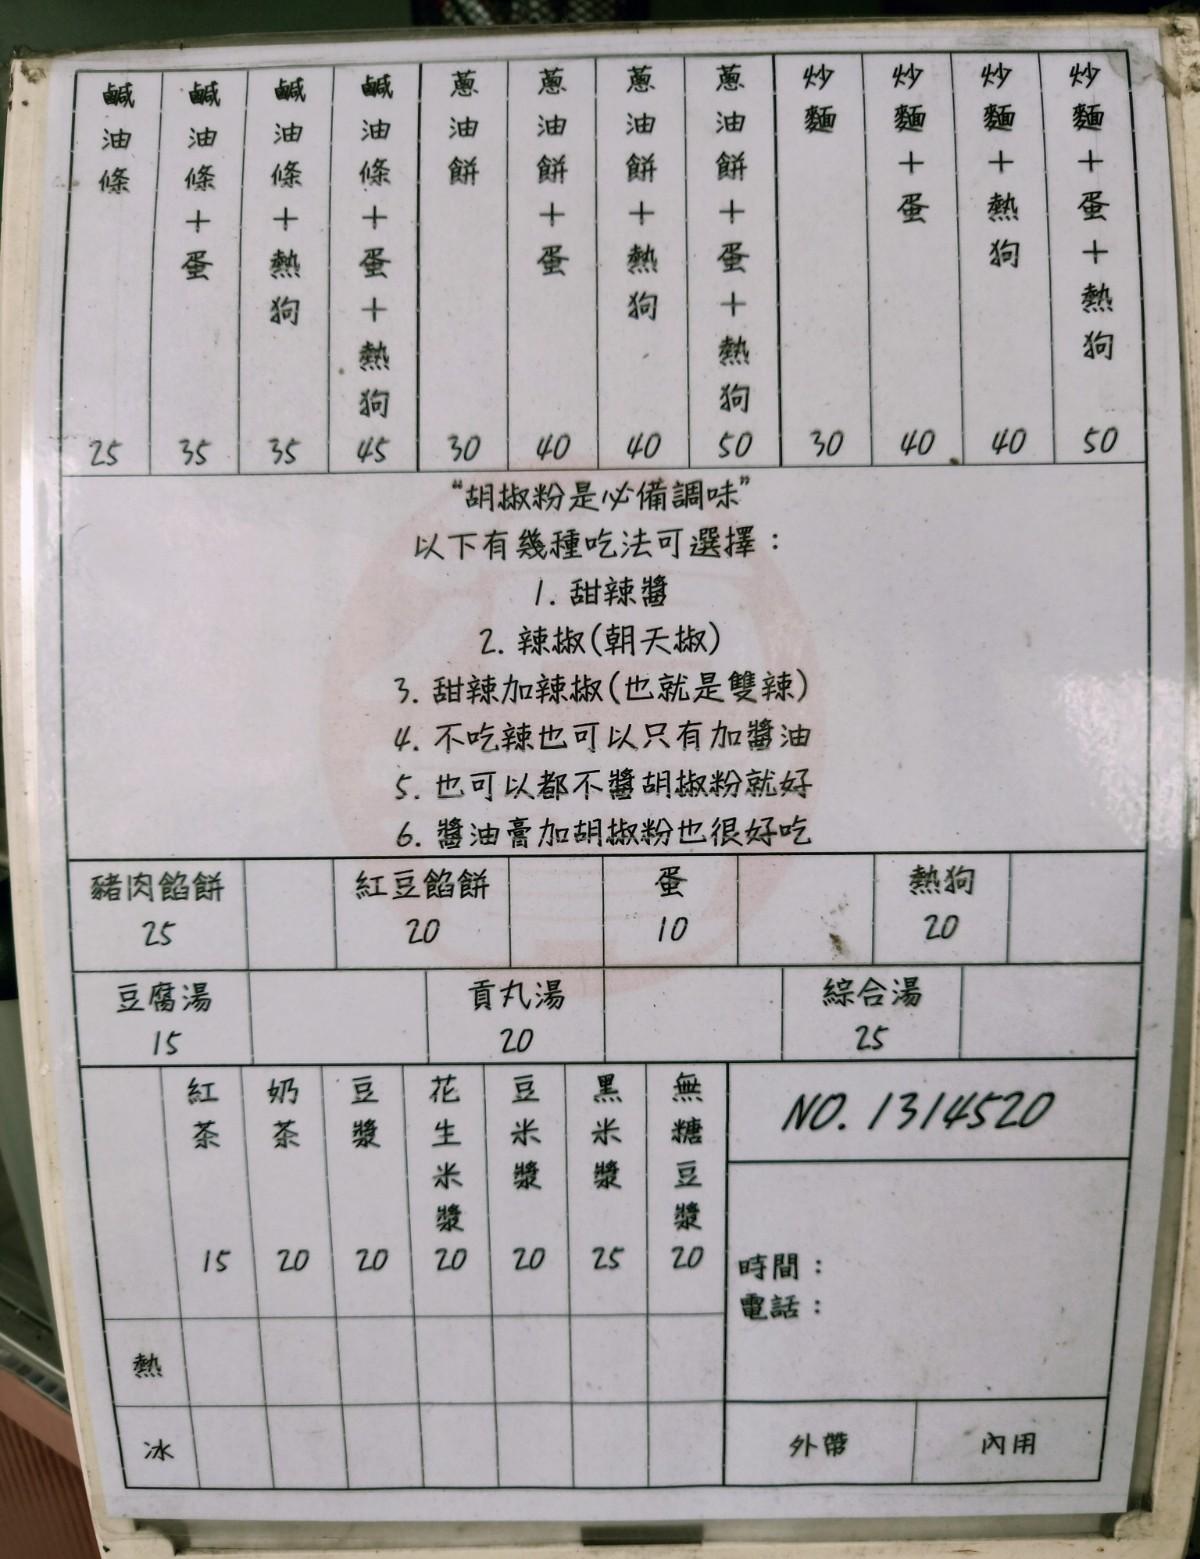 鹹油條 25
鹹油條+蛋 35
鹹油條+熱狗 35
鹹油條+蛋+熱狗 45
蔥油餅 30
蔥油餅+蛋 40
蔥油餅+熱狗 40
蔥油餅+蛋+熱狗 50
炒麵 30
炒麵+蛋 40
炒麵+熱狗 40
炒麵+蛋+熱狗 50
“胡椒粉是必備調味”
以下有幾種吃法可選擇：
1. 甜辣醬
2. 辣椒(朝天椒)
3. 甜辣加辣椒(也就是雙辣)
4. 不吃辣也可以只有加醬油
5. 也可以都不醬胡椒粉就好
6. 醬油膏加胡椒粉也很好吃
豬肉餡餅 25
紅豆餡餅 20
蛋 10
熱狗 20
豆腐湯 15
貢丸湯 20
綜合湯 25
紅茶 15
奶茶 20
豆漿 20
花生米漿 20
豆米漿 20
黑米漿 25
無糖豆漿 20
熱
冰
NO. 1314520
時間：
電話：
外帶
內用